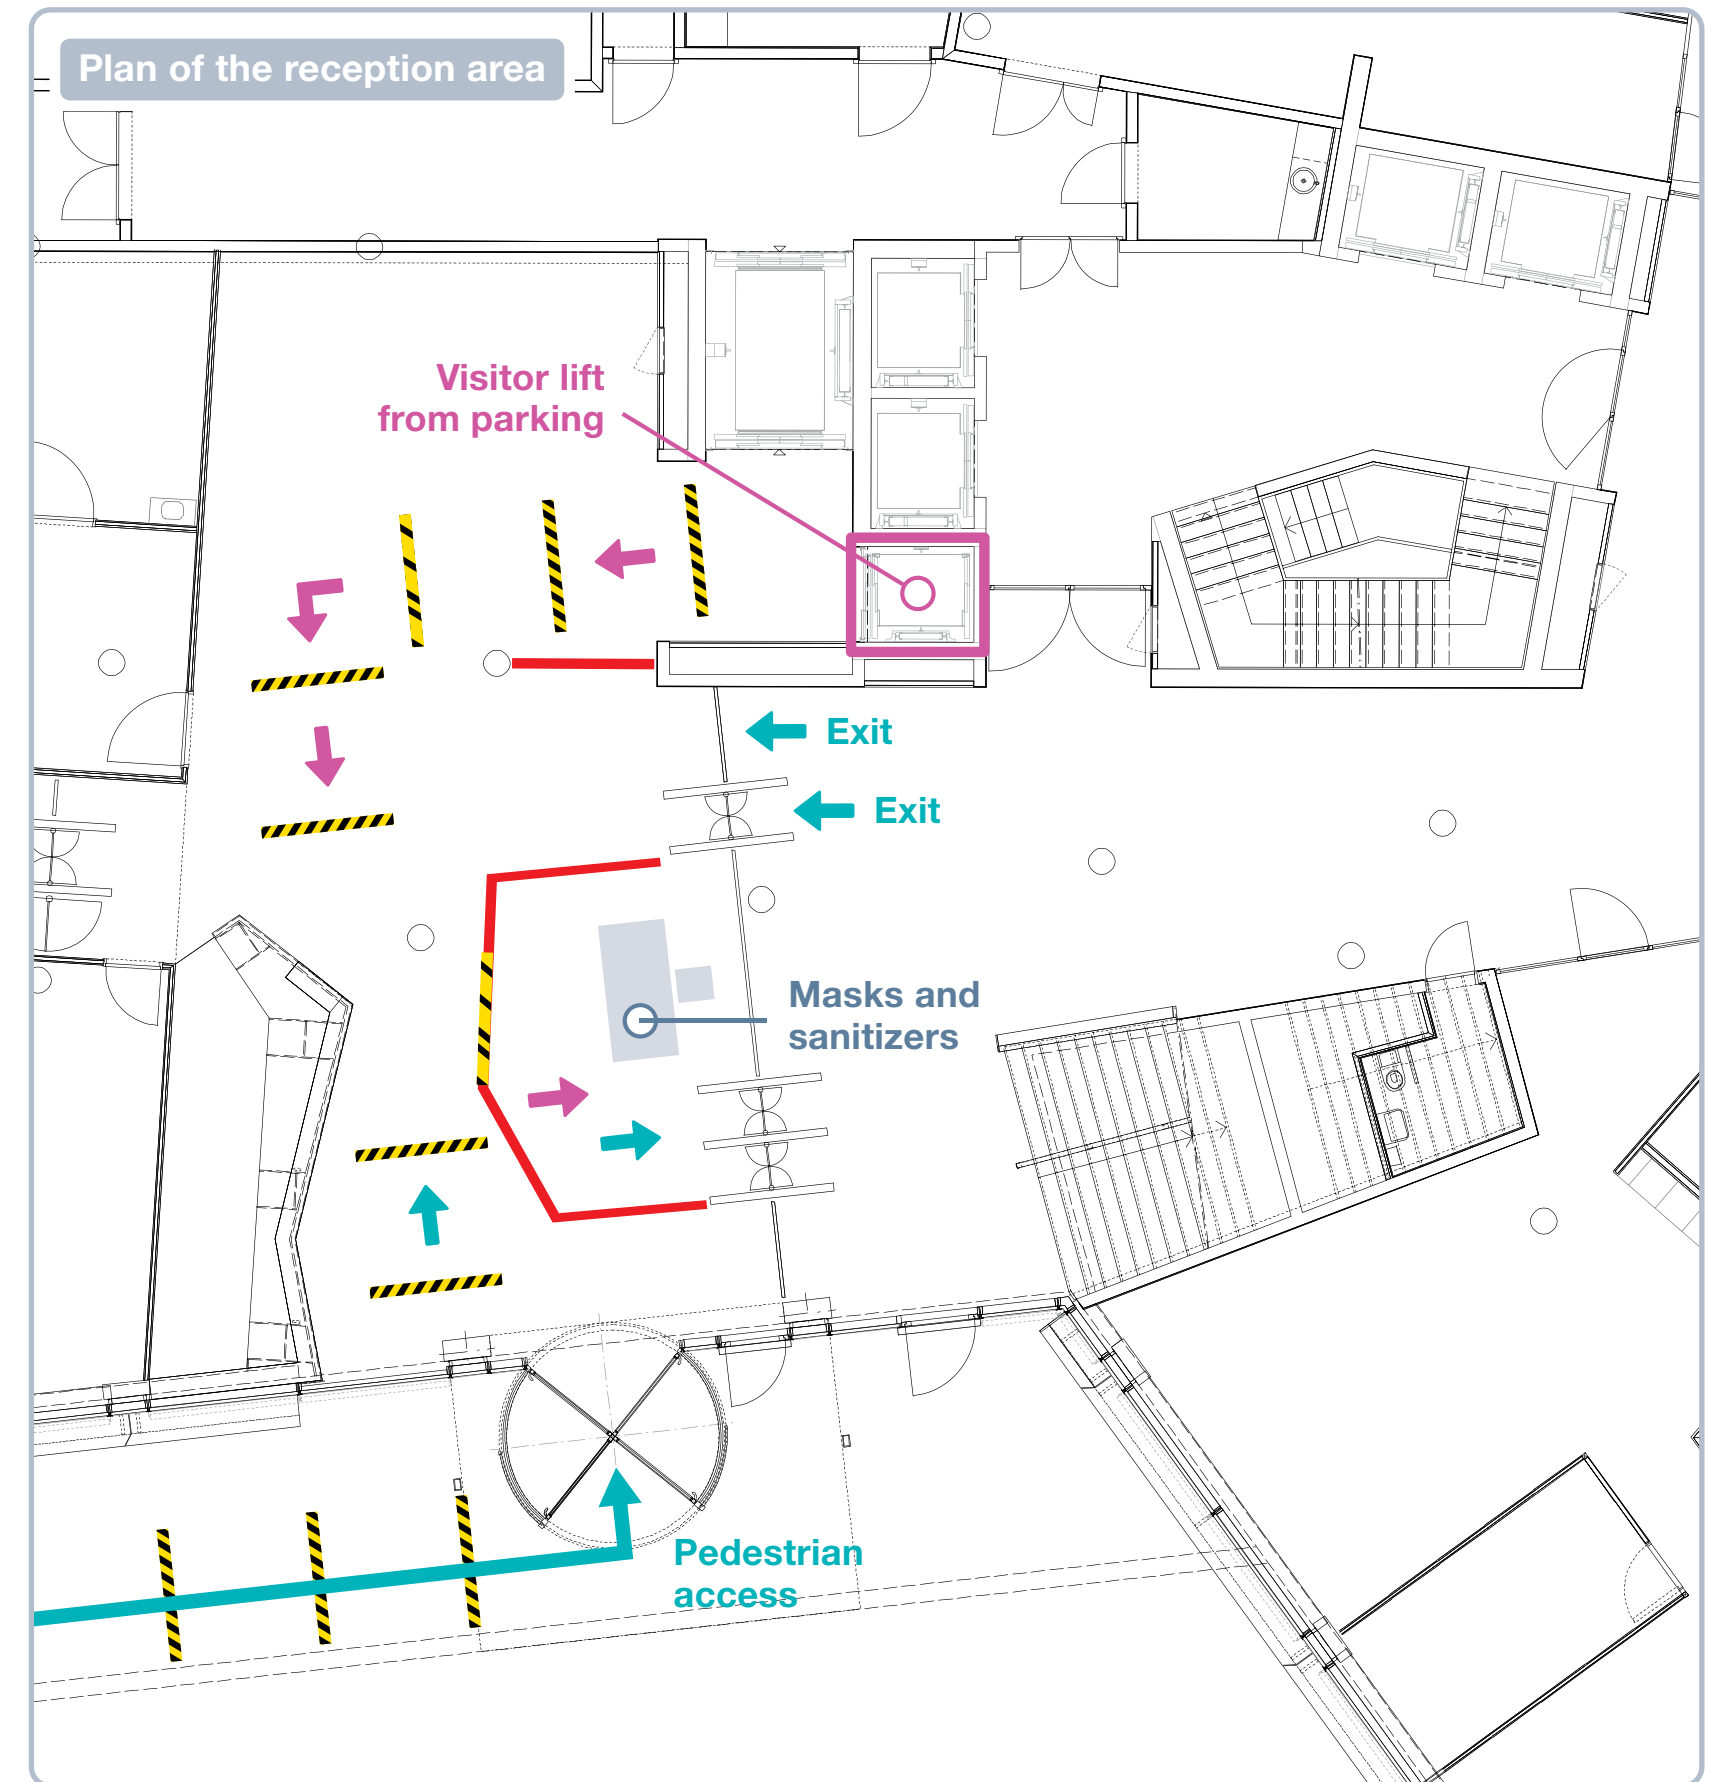 Plan of the reception area
Visitor lift
from parking
Exit
Exit
Masks and
sanitizers
Pedestrian
access